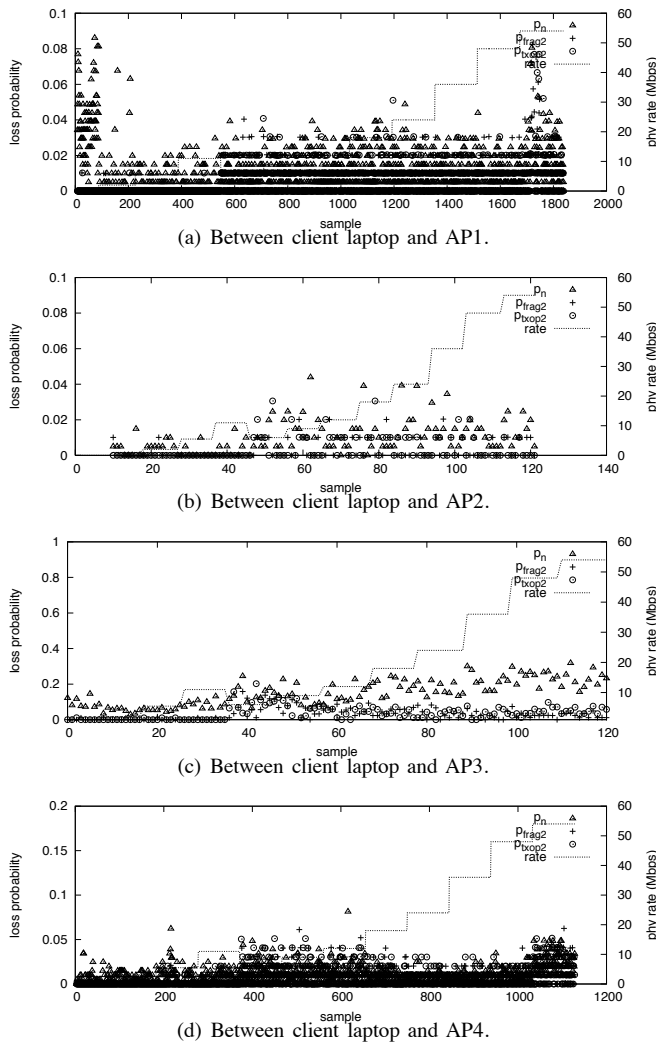 0.1
0.08
0.06
0.04
0.02
0
loss probability
0 200 400 600 800 1000 1200 1400 1600 1800 2000
sample
60
50
40
30
20
10
0
phy rate (Mbps)
p_n
p_frag2
p_txop2
rate
(a) Between client laptop and AP1.
0.1
0.08
0.06
0.04
0.02
0
loss probability
0 20 40 60 80 100 120 140
sample
60
50
40
30
20
10
0
phy rate (Mbps)
p_n
p_frag2
p_txop2
rate
(b) Between client laptop and AP2.
1
0.8
0.6
0.4
0.2
0
loss probability
0 20 40 60 80 100 120
sample
60
50
40
30
20
10
0
phy rate (Mbps)
p_n
p_frag2
p_txop2
rate
(c) Between client laptop and AP3.
0.2
0.15
0.1
0.05
0
loss probability
0 200 400 600 800 1000 1200
sample
60
50
40
30
20
10
0
phy rate (Mbps)
p_n
p_frag2
p_txop2
rate
(d) Between client laptop and AP4.